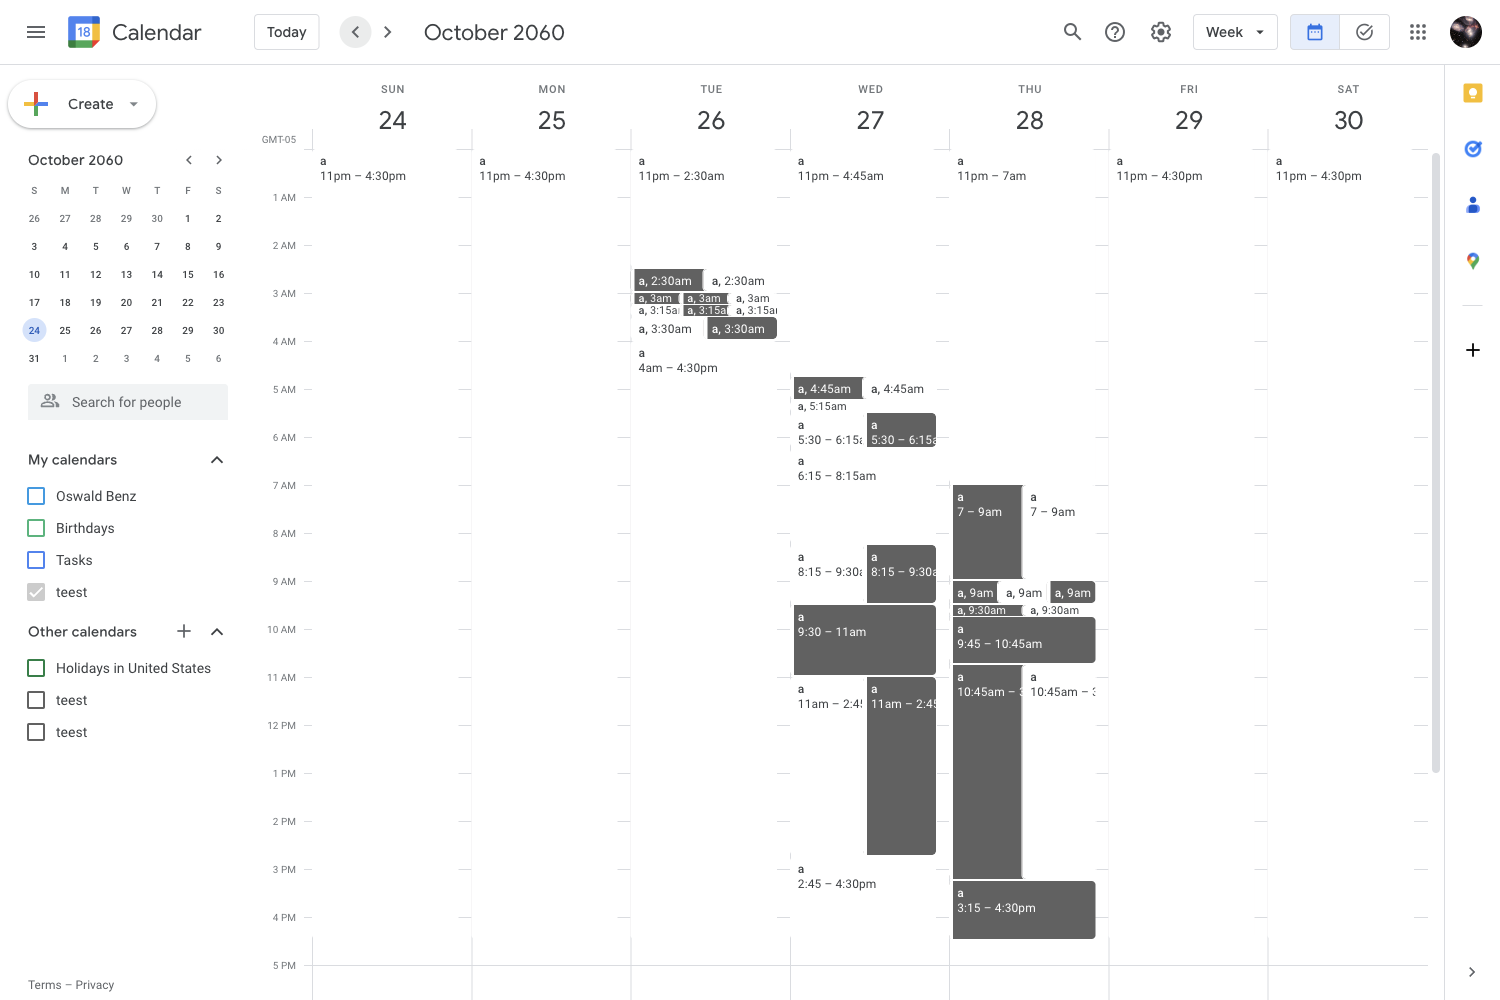 18 Calendar
Today
October 2060
Week
Create
October 2060
S M T W T F S
26 27 28 29 30 1 2
3 4 5 6 7 8 9
10 11 12 13 14 15 16
17 18 19 20 21 22 23
24 25 26 27 28 29 30
31 1 2 3 4 5 6
Search for people
My calendars
Oswald Benz
Birthdays
Tasks
teest
Other calendars
Holidays in United States
teest
teest
Terms – Privacy
SUN MON TUE WED THU FRI SAT
24 25 26 27 28 29 30
GMT-05
1 AM
2 AM
3 AM
4 AM
5 AM
6 AM
7 AM
8 AM
9 AM
10 AM
11 AM
12 PM
1 PM
2 PM
3 PM
4 PM
5 PM
a
11pm – 4:30pm
a
11pm – 4:30pm
a
11pm – 2:30am
a, 2:30am a, 2:30am
a, 3am a, 3am a, 3am
a, 3:15a a, 3:15a a, 3:15a
a, 3:30am a, 3:30am
a
4am – 4:30pm
a
11pm – 4:45am
a, 4:45am a, 4:45am
a, 5:15am
a a
5:30 – 6:15a 5:30 – 6:15a
a
6:15 – 8:15am
a a
8:15 – 9:30a 8:15 – 9:30a
a
9:30 – 11am
a a
11am – 2:45 11am – 2:45
a
2:45 – 4:30pm
a
11pm – 7am
a a
7 – 9am 7 – 9am
a, 9am a, 9am a, 9am
a, 9:30am a, 9:30am
a
9:45 – 10:45am
a a
10:45am – 3 10:45am – 3
a
3:15 – 4:30pm
a
11pm – 4:30pm
a
11pm – 4:30pm